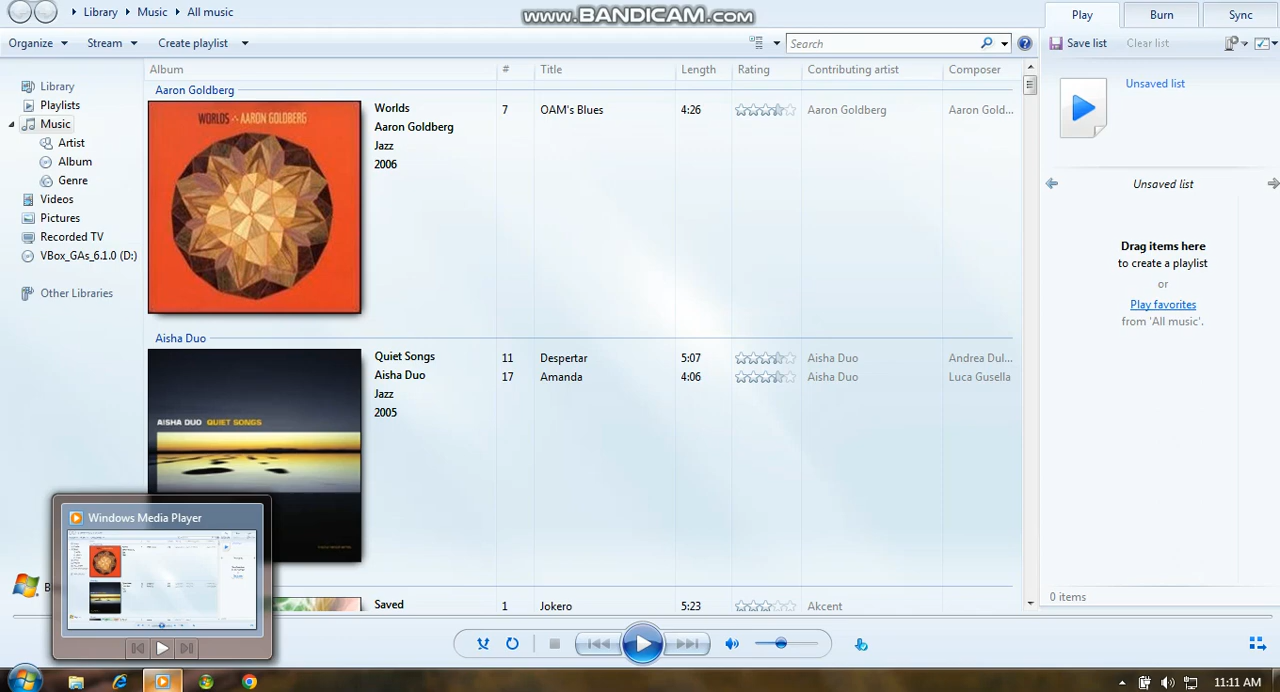 Library Music All music
www.BANDICAM.com
Play Burn Sync
Organize Stream Create playlist
Search
Save list Clear list
Album # Title Length Rating Contributing artist Composer
Unsaved list
Library
Playlists
Music
Artist
Album
Genre
Videos
Pictures
Recorded TV
VBox_GAs_6.1.0 (D:)
Other Libraries
Aaron Goldberg
WORLDS AARON GOLDBERG
Worlds 7 OAM's Blues 4:26 Aaron Goldberg Aaron Gold...
Aaron Goldberg
Jazz
2006
Aisha Duo
AISHA DUO QUIET SONGS
Quiet Songs 11 Despertar 5:07 Aisha Duo Andrea Dul...
Aisha Duo 17 Amanda 4:06 Aisha Duo Luca Gusella
Jazz
2005
Saved 1 Jokero 5:23 Akcent
Unsaved list
Drag items here
to create a playlist
or
Play favorites
from 'All music'.
0 items
Windows Media Player
B
11:11 AM